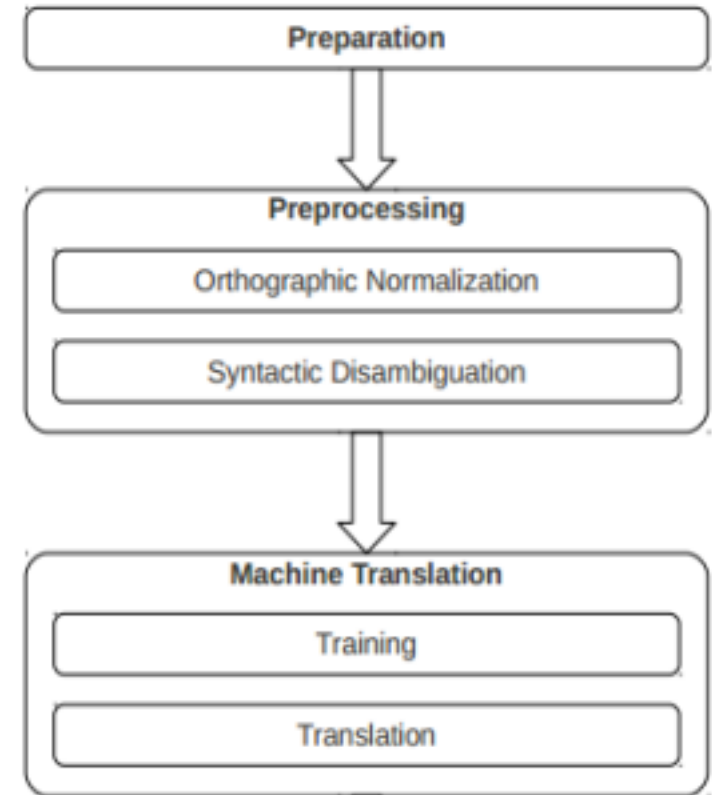 Preparation
Preprocessing
Orthographic Normalization
Syntactic Disambiguation
Machine Translation
Training
Translation